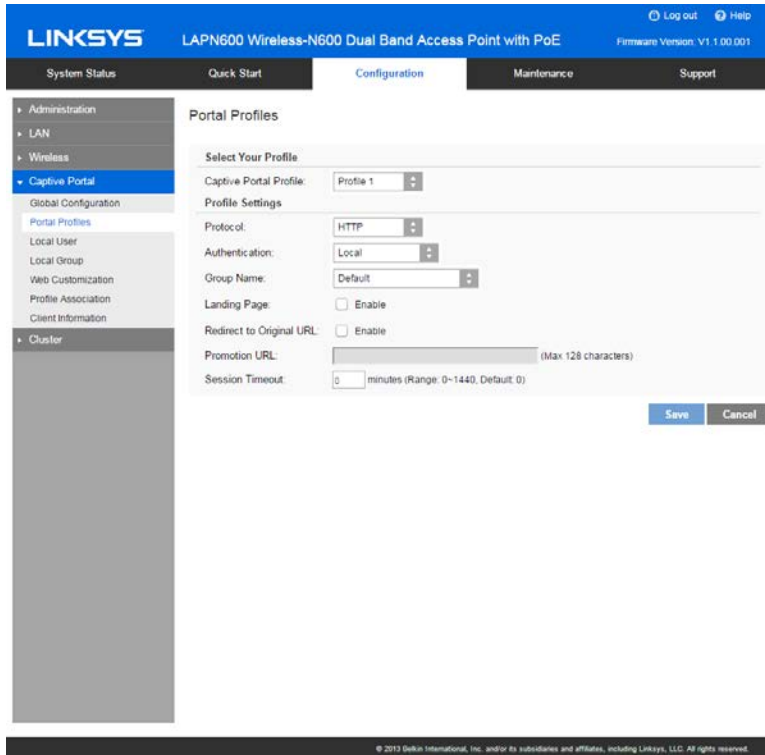 Log out Help
LINKSYS LAPN600 Wireless-N600 Dual Band Access Point with PoE Firmware Version: V1.1.00.001
System Status Quick Start Configuration Maintenance Support
Administration
LAN
Wireless
Captive Portal
Global Configuration
Portal Profiles
Local User
Local Group
Web Customization
Profile Association
Client Information
Cluster
Portal Profiles
Select Your Profile
Captive Portal Profile: Profile 1
Profile Settings
Protocol: HTTP
Authentication: Local
Group Name: Default
Landing Page: Enable
Redirect to Original URL: Enable
Promotion URL: (Max 128 characters)
Session Timeout: 0 minutes (Range: 0~1440, Default: 0)
Save Cancel
© 2013 Belkin International, Inc. and/or its subsidiaries and affiliates, including Linksys, LLC. All rights reserved.